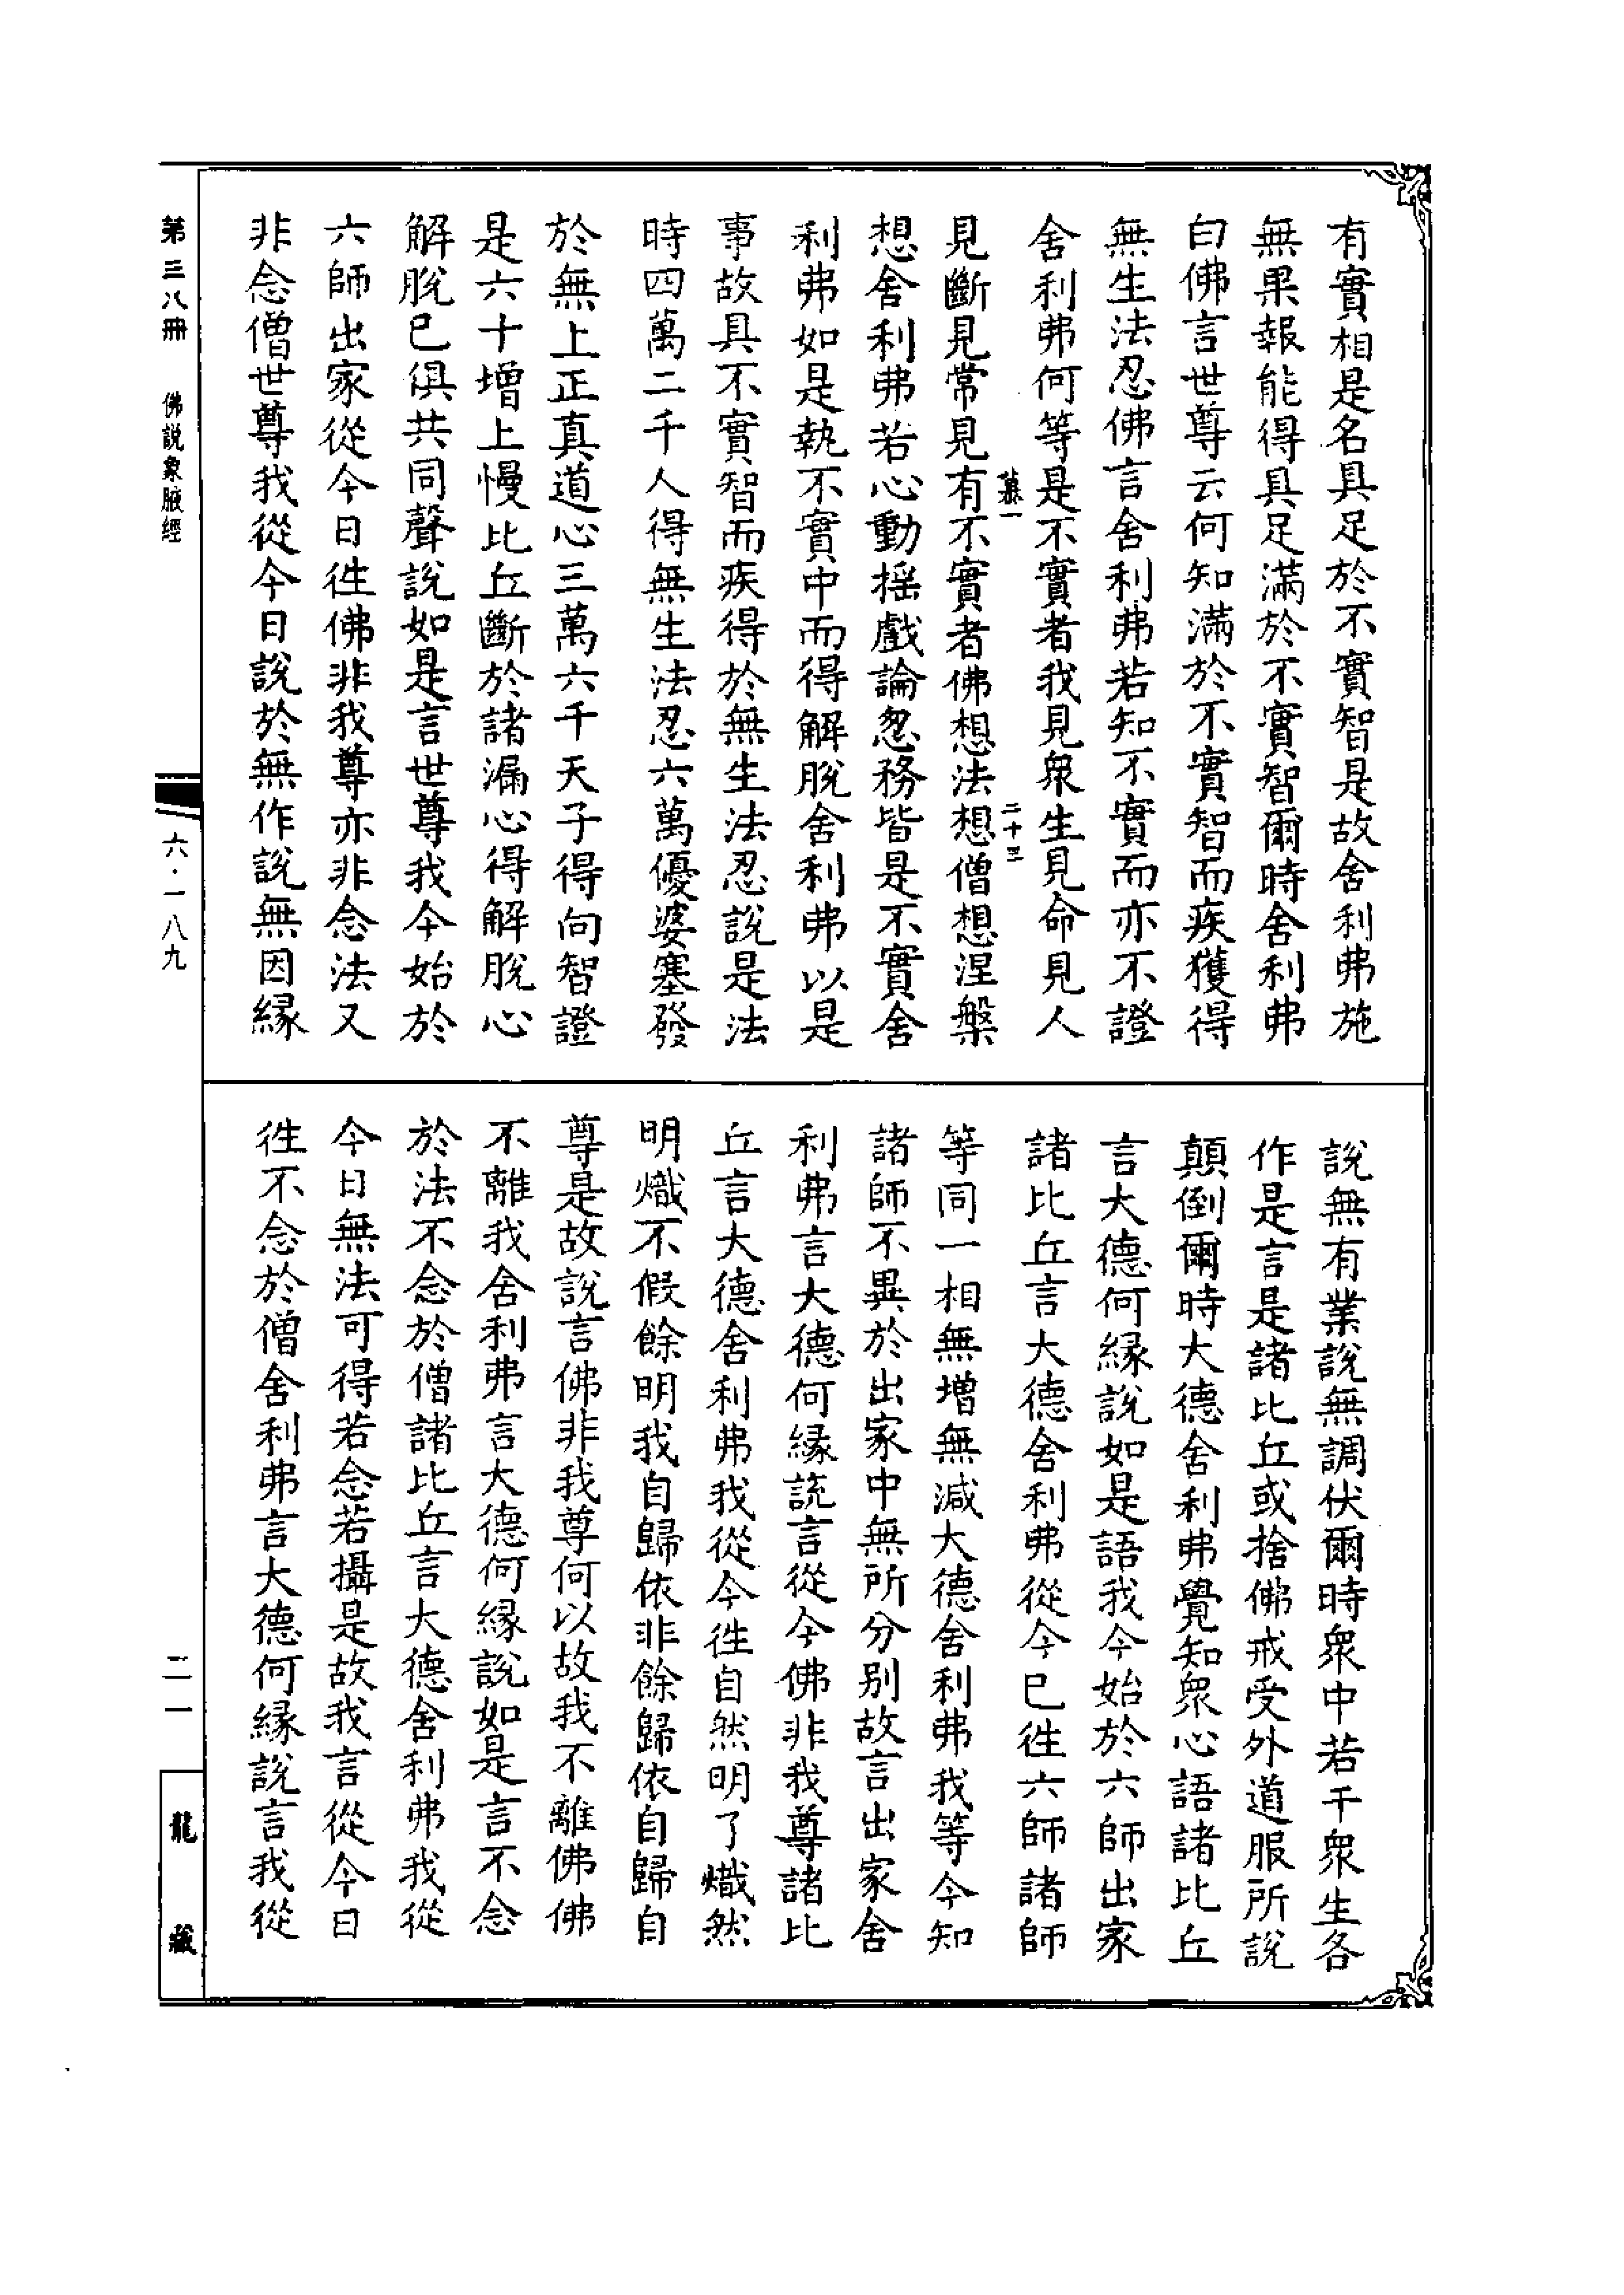 有實相是名具足於不實智是故舍利弗施
無果報能得具足滿於不實智爾時舍利弗
白佛言世尊云何知滿於不實智而疾獲得
無生法忍佛言舍利弗若知不實而亦不證
舍利弗何等是不實者我見衆生見命見人
慕一 二十三
見斷見常見有不實者佛想法想僧想涅槃
想舍利弗若心動搖戲論忽務皆是不實舍
利弗如是執不實中而得解脫舍利弗以是
事故具不實智而疾得於無生法忍說是法
時四萬二千人得無生法忍六萬優婆塞發
於無上正真道心三萬六千天子得向智證
是六十增上慢比丘斷於諸漏心得解脫心
解脫已俱共同聲說如是言世尊我今始於
六師出家從今日徃佛非我尊亦非念法又
非念僧世尊我從今日說於無作說無因緣
說無有業說無調伏爾時衆中若干衆生各
作是言是諸比丘或捨佛戒受外道服所說
顛倒爾時大德舍利弗覺知衆心語諸比丘
言大德何緣說如是語我今始於六師出家
諸比丘言大德舍利弗從今已徃六師諸師
等同一相無增無減大德舍利弗我等今知
諸師不異於出家中無所分別故言出家舍
利弗言大德何緣說言從今佛非我尊諸比
丘言大德舍利弗我從今徃自然明了熾然
明熾不假餘明我自歸依非餘歸依自歸自
尊是故說言佛非我尊何以故我不離佛佛
不離我舍利弗言大德何緣說如是言不念
於法不念於僧諸比丘言大德舍利弗我從
今日無法可得若念若攝是故我言從今日
徃不念於僧舍利弗言大德何緣說言我從
第三八冊 佛說象腋經
六·一八九
二一
龍藏